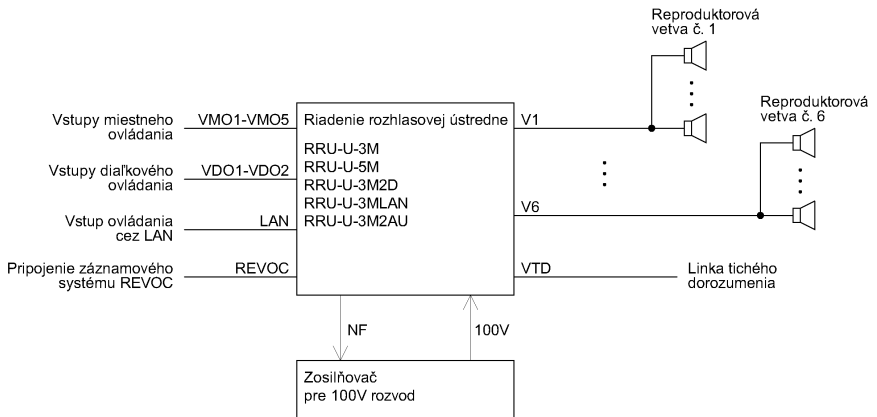 Reproduktorová
vetva č. 1
Reproduktorová
vetva č. 6
Vstupy miestneho
ovládania
VMO1-VMO5
Riadenie rozhlasovej ústredne
V1
RRU-U-3M
RRU-U-5M
RRU-U-3M2D
RRU-U-3MLAN
RRU-U-3M2AU
Vstupy diaľkového
ovládania
VDO1-VDO2
Vstup ovládania
cez LAN
LAN
V6
Pripojenie záznamového
systému REVOC
REVOC
VTD
Linka tichého
dorozumenia
NF
100V
Zosilňovač
pre 100V rozvod